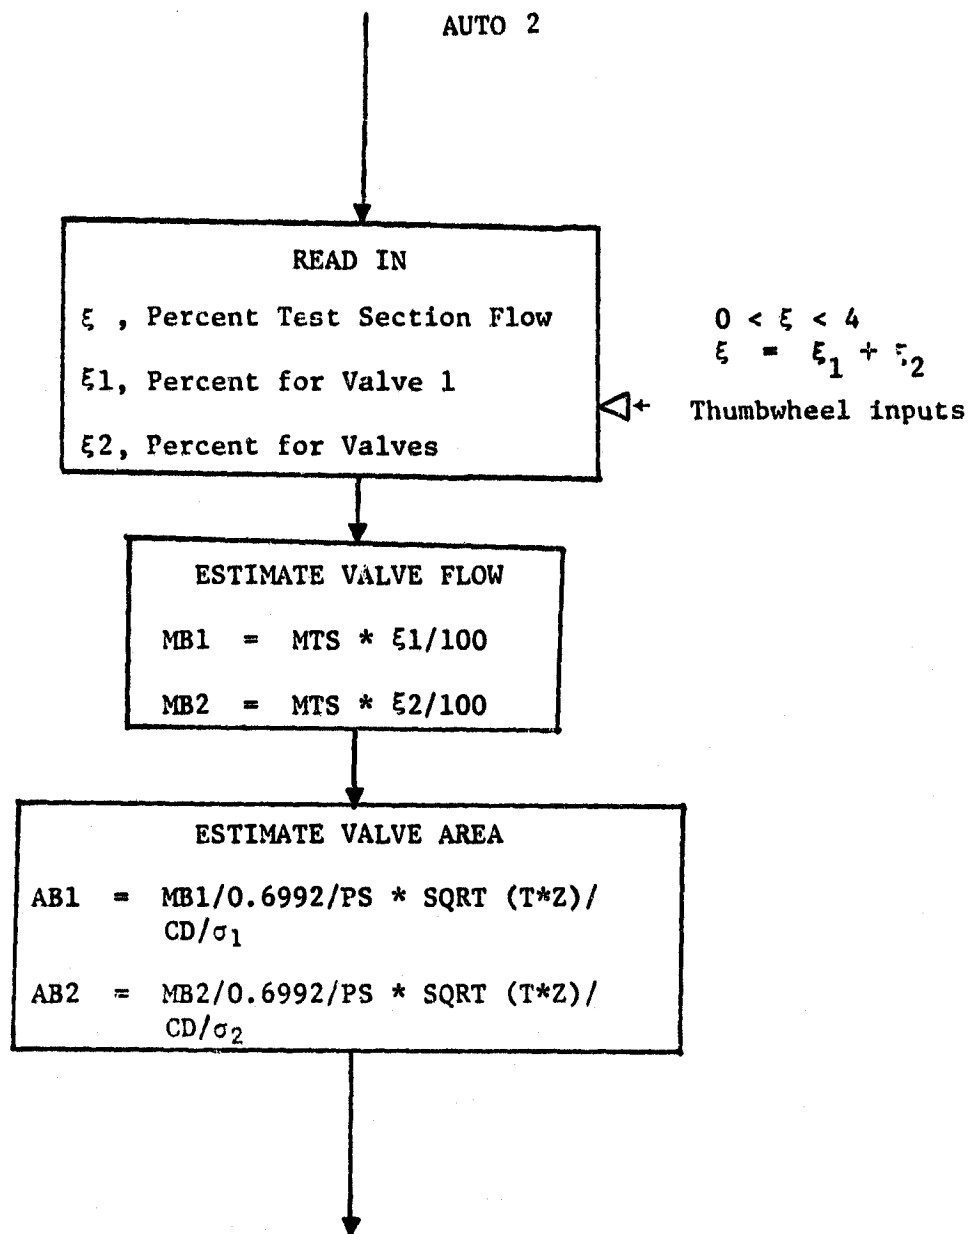 AUTO 2
READ IN
ξ , Percent Test Section Flow
ξ1, Percent for Valve 1
ξ2, Percent for Valves
0 < ξ < 4
ξ = ξ₁ + ξ₂
Thumbwheel inputs
ESTIMATE VALVE FLOW
MB1 = MTS * ξ1/100
MB2 = MTS * ξ2/100
ESTIMATE VALVE AREA
AB1 = MB1/0.6992/PS * SQRT (T*Z)/
CD/σ₁
AB2 = MB2/0.6992/PS * SQRT (T*Z)/
CD/σ₂